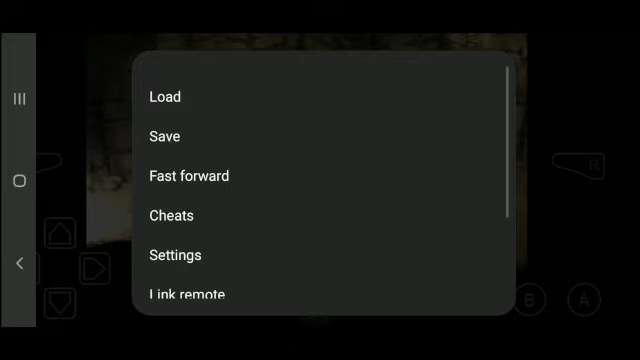 Load
Save
Fast forward
Cheats
R
Settings
Link remote
B
A